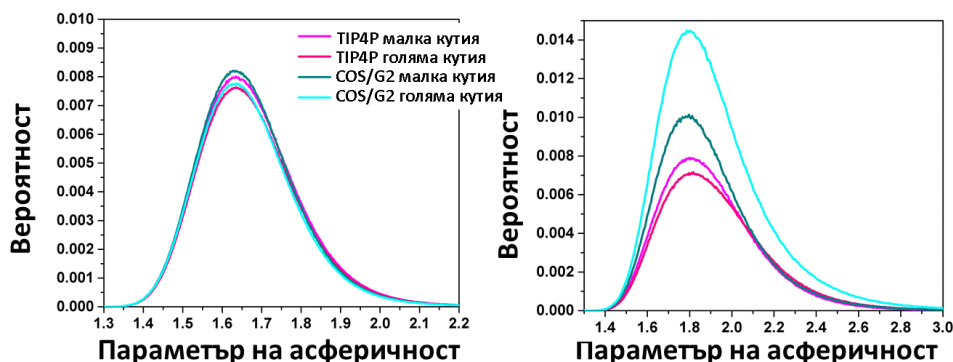 0.010
0.009
0.008
0.007
0.006
0.005
0.004
0.003
0.002
0.001
0.000
1.3 1.4 1.5 1.6 1.7 1.8 1.9 2.0 2.1 2.2
Вероятност
Параметър на асферичност
TIP4P малка кутия
TIP4P голяма кутия
COS/G2 малка кутия
COS/G2 голяма кутия
0.014
0.012
0.010
0.008
0.006
0.004
0.002
0.000
1.4 1.6 1.8 2.0 2.2 2.4 2.6 2.8 3.0
Вероятност
Параметър на асферичност